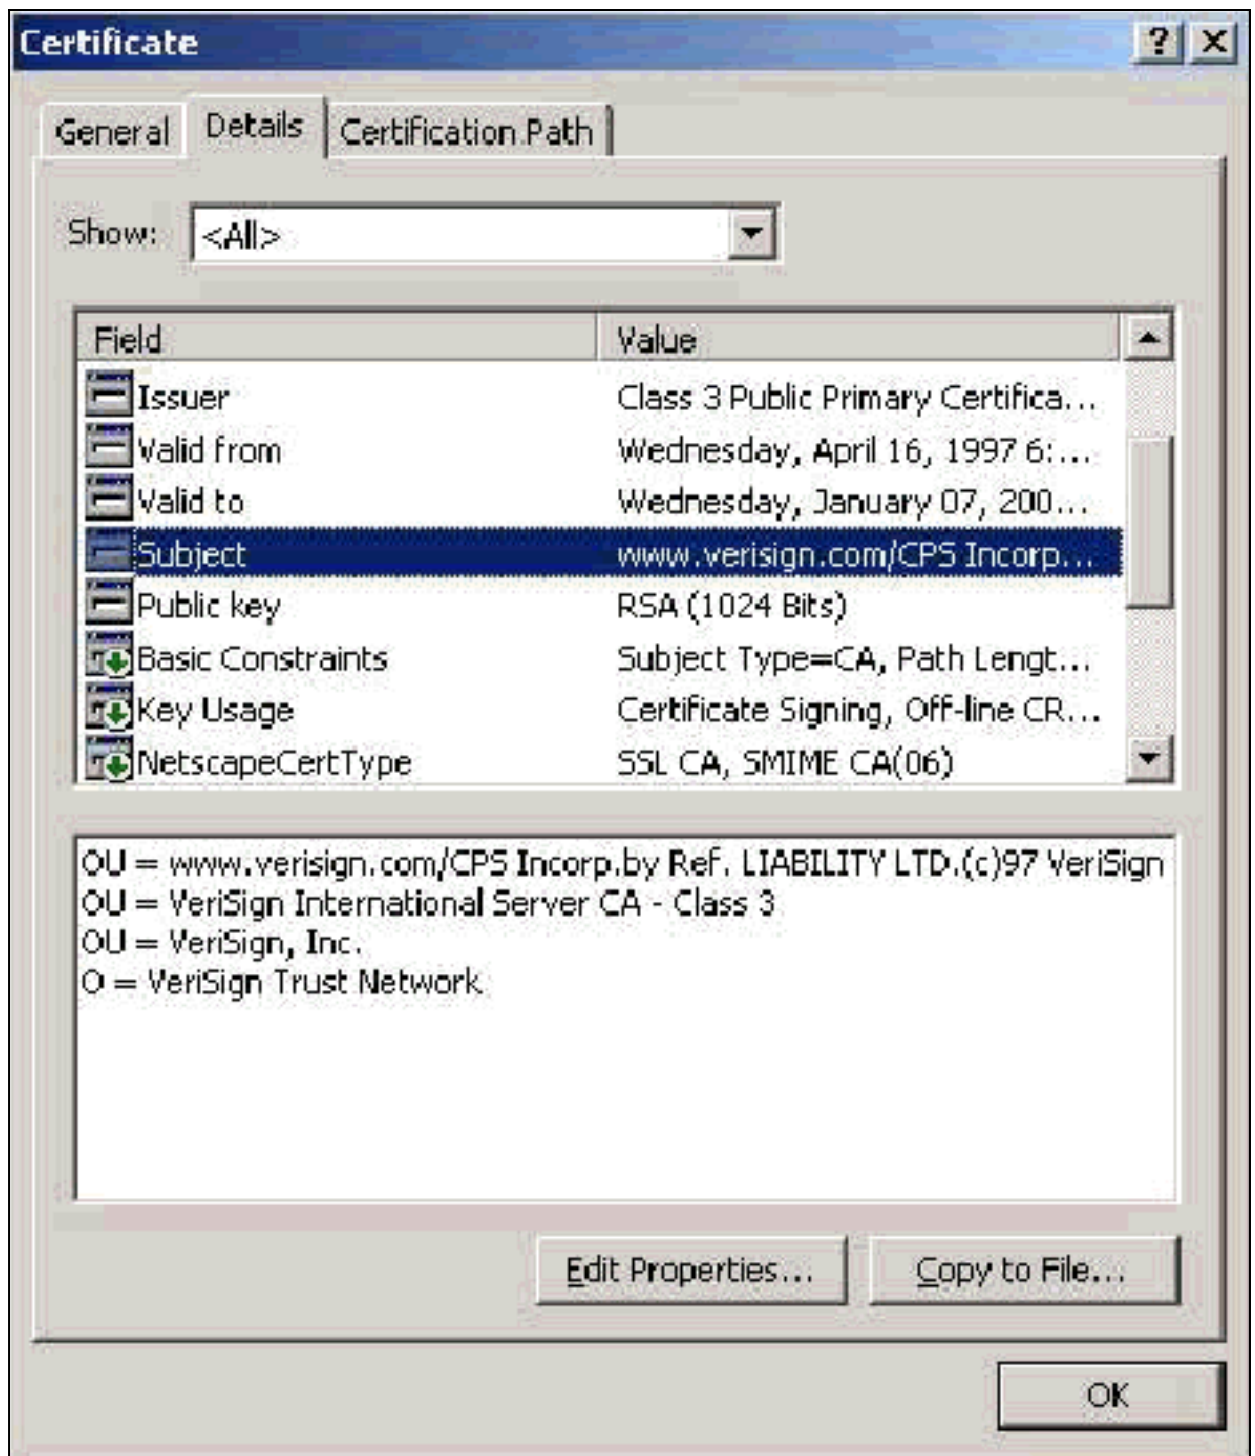 Certificate
General Details Certification Path
Show: <All>
Field Value
Issuer Class 3 Public Primary Certifica...
Valid from Wednesday, April 16, 1997 6:...
Valid to Wednesday, January 07, 200...
Subject www.verisign.com/CPS Incorp...
Public key RSA (1024 Bits)
Basic Constraints Subject Type=CA, Path Lengt...
Key Usage Certificate Signing, Off-line CR...
NetscapeCertType SSL CA, SMIME CA(06)
OU = www.verisign.com/CPS Incorp.by Ref. LIABILITY LTD.(c)97 VeriSign
OU = VeriSign International Server CA - Class 3
OU = VeriSign, Inc.
O = VeriSign Trust Network
Edit Properties... Copy to File...
OK